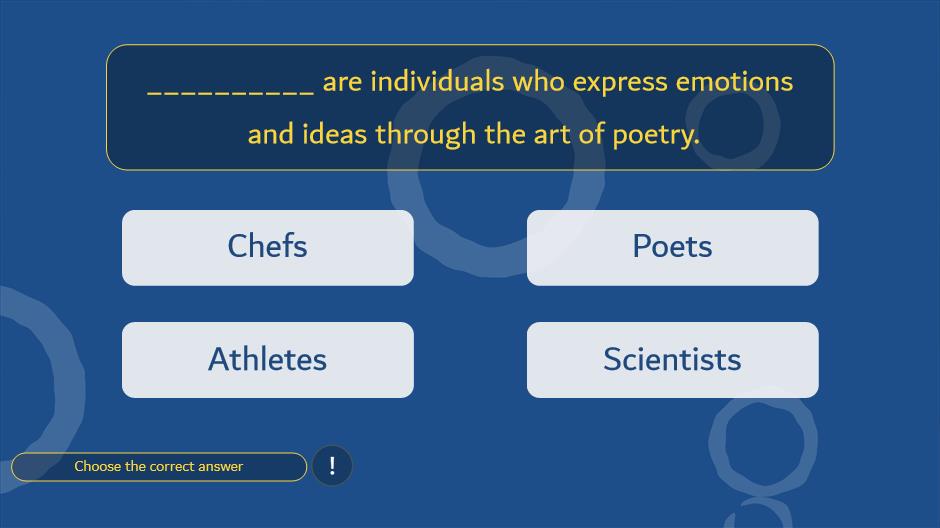 __________ are individuals who express emotions
and ideas through the art of poetry.
Chefs
Poets
Athletes
Scientists
Choose the correct answer
!